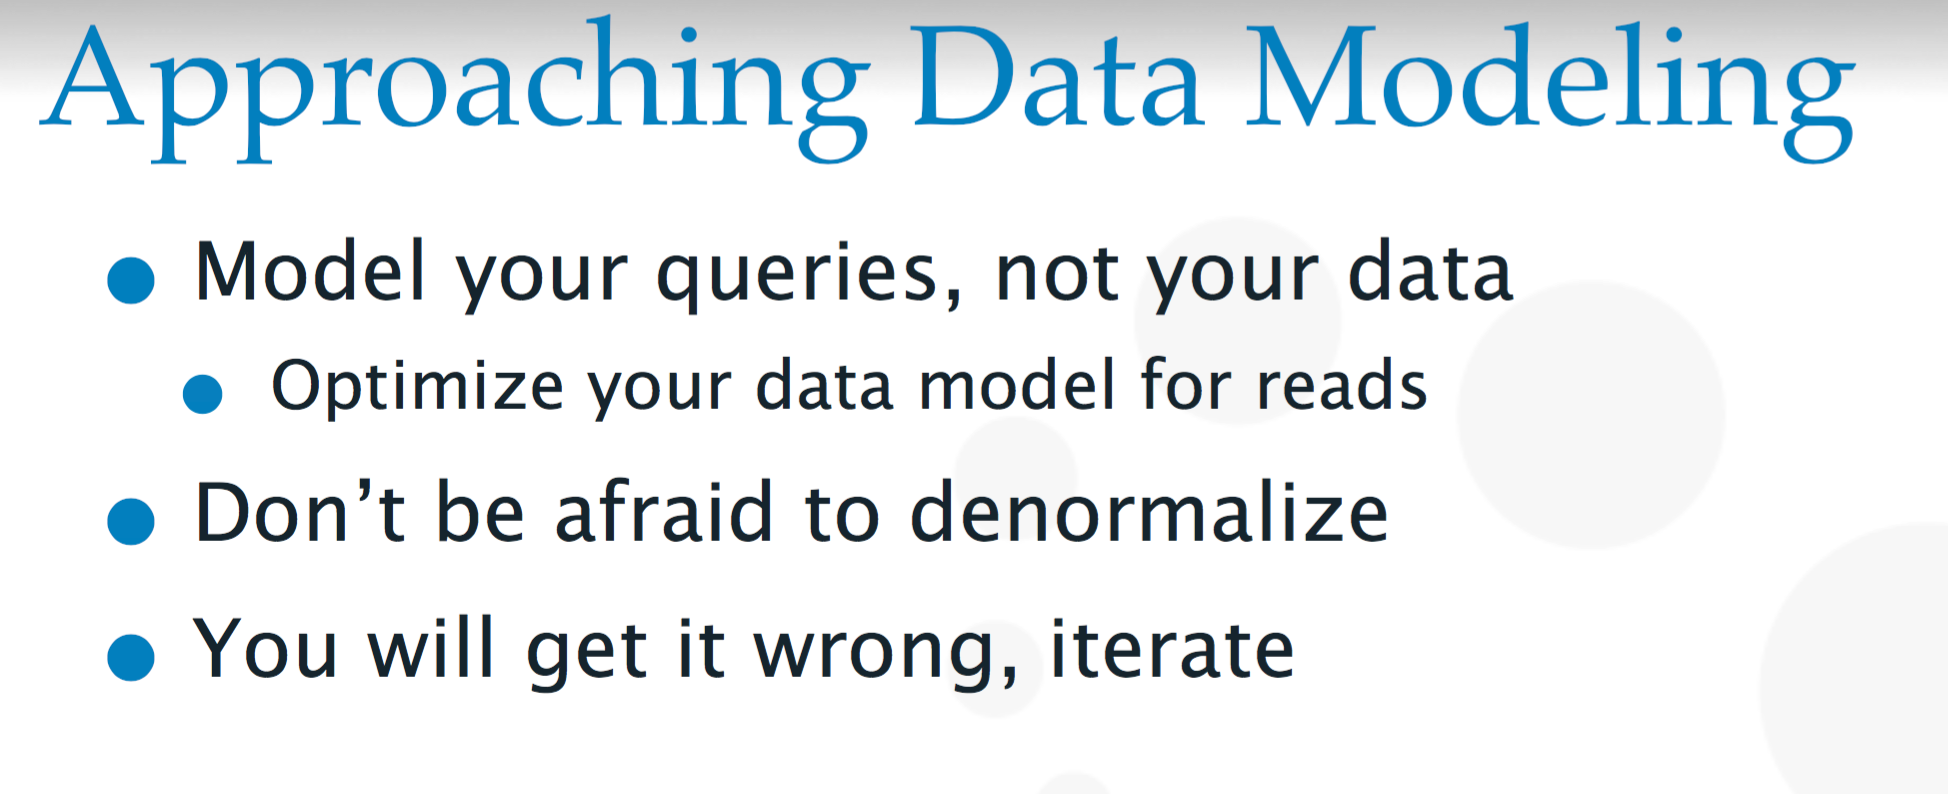 Approaching Data Modeling
Model your queries, not your data
Optimize your data model for reads
Don’t be afraid to denormalize
You will get it wrong, iterate